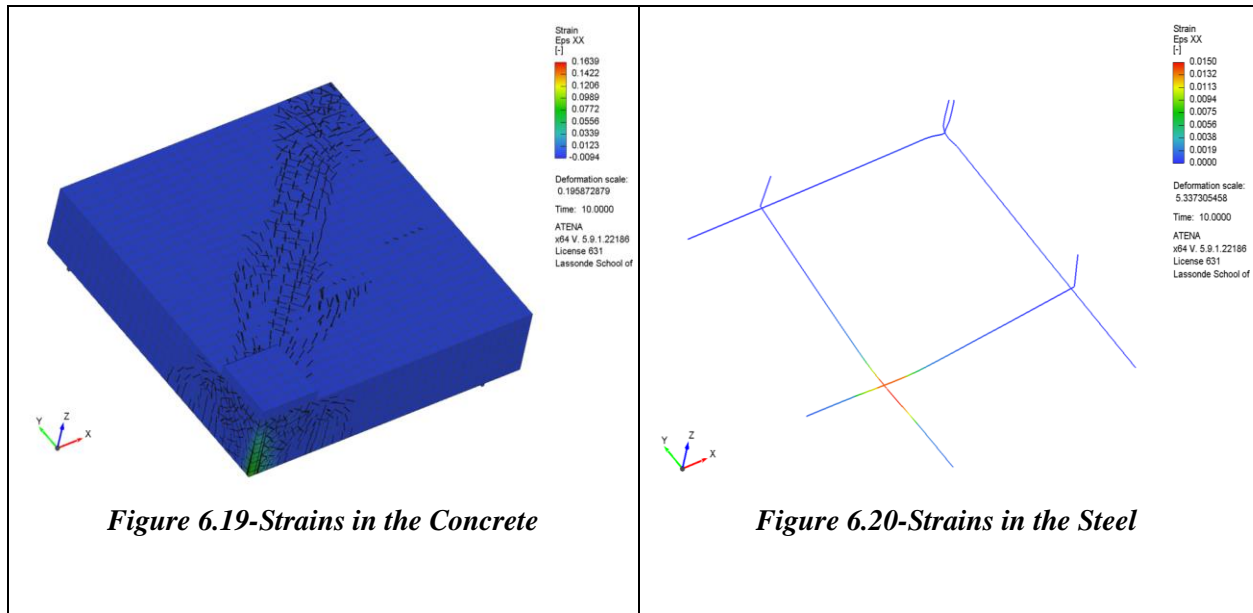 Strain
Eps XX
[-]
0.1639
0.1422
0.1206
0.0989
0.0772
0.0556
0.0339
0.0123
-0.0094
Deformation scale:
0.195872879
Time: 10.0000
ATENA
x64 V. 5.9.1.22186
License 631
Lassonde School of
Y
Z
X
Figure 6.19-Strains in the Concrete
Strain
Eps XX
[-]
0.0150
0.0132
0.0113
0.0094
0.0075
0.0056
0.0038
0.0019
0.0000
Deformation scale:
5.337305458
Time: 10.0000
ATENA
x64 V. 5.9.1.22186
License 631
Lassonde School of
Y
Z
X
Figure 6.20-Strains in the Steel